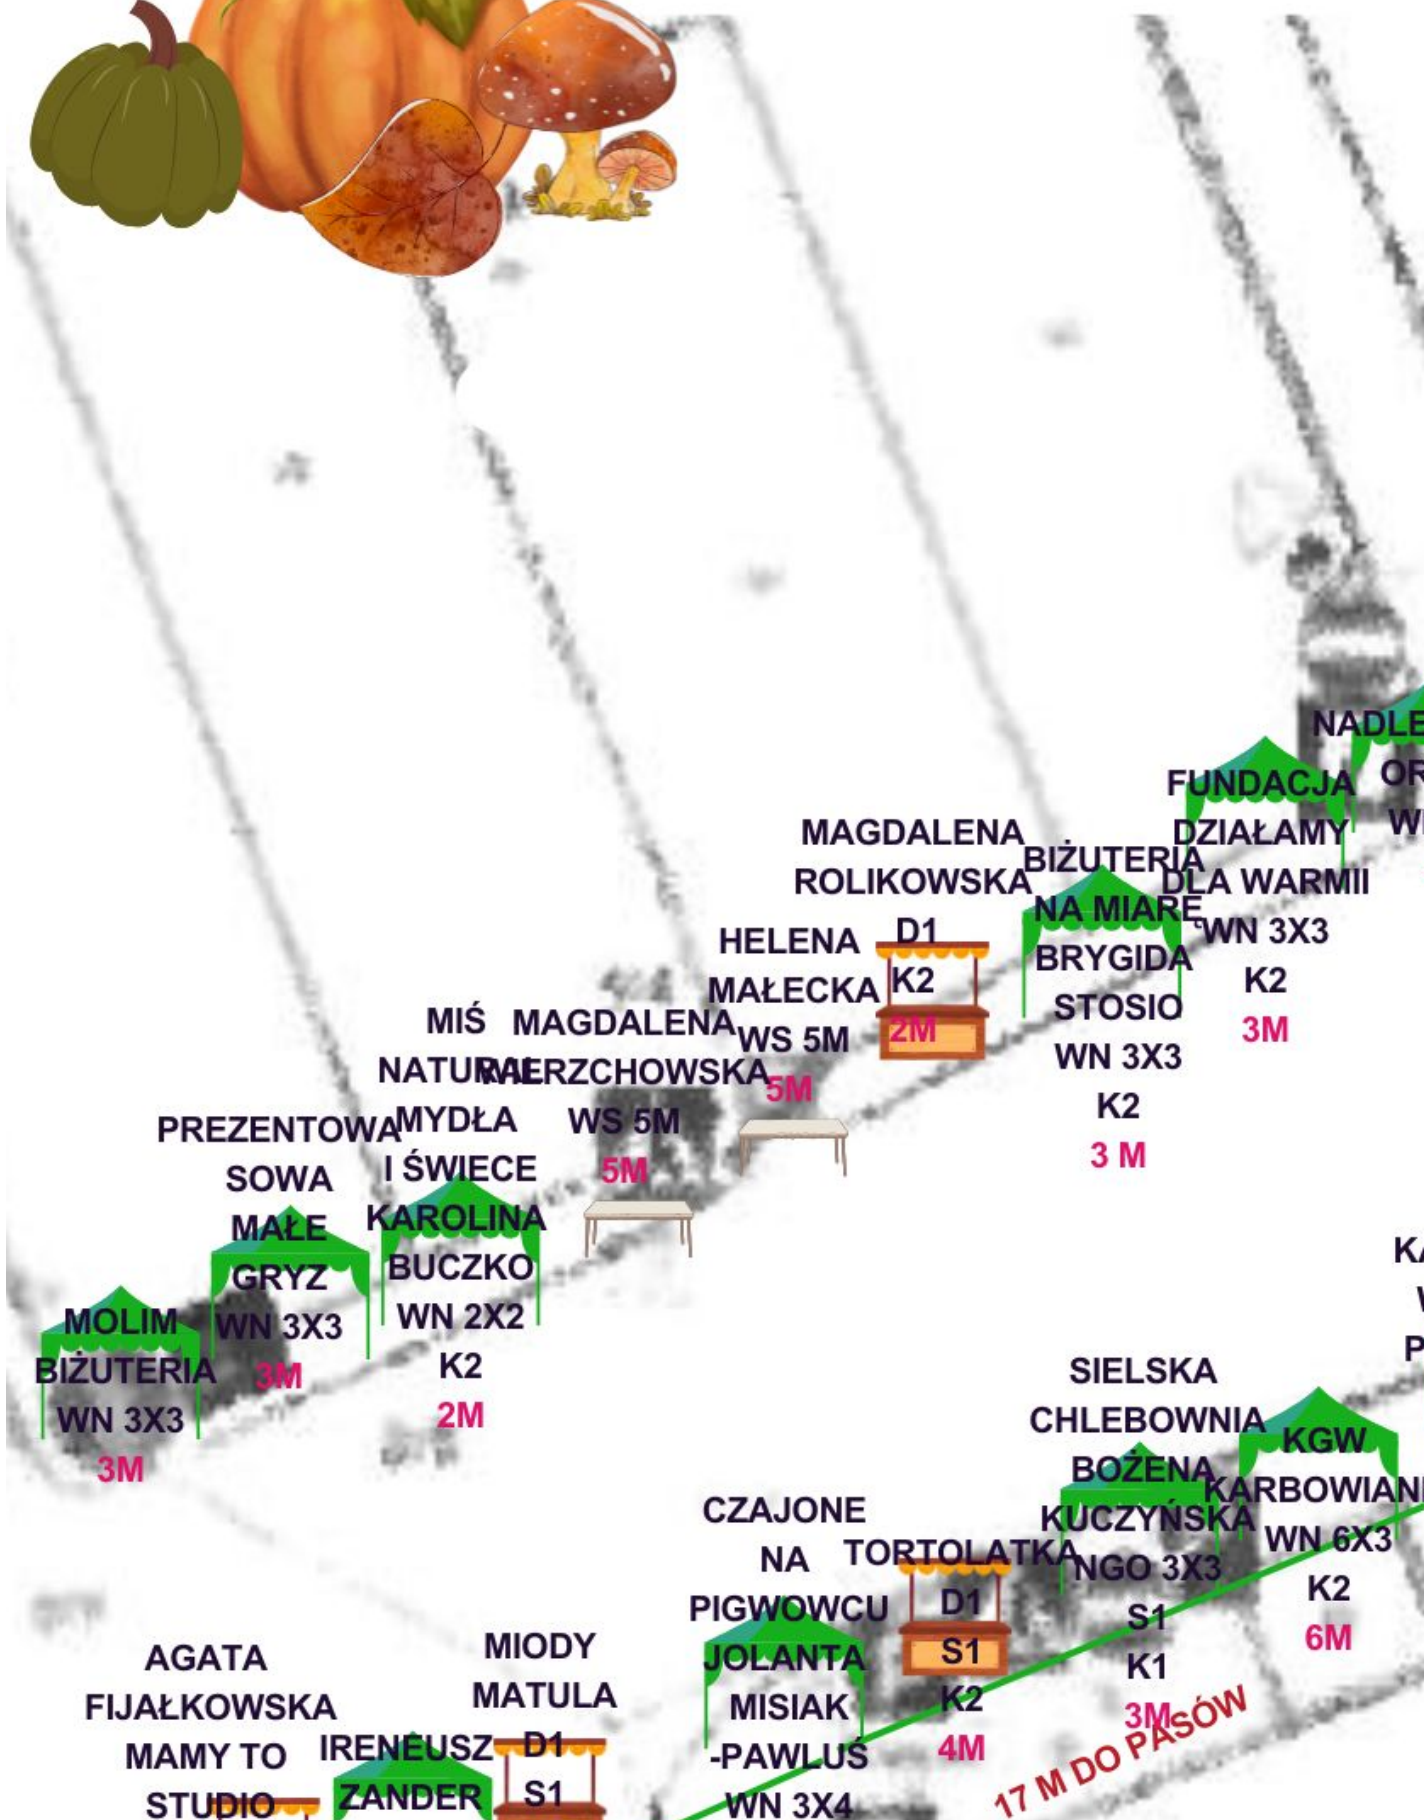 NADLE
OR
FUNDACJA
DZIAŁAMY
DLA WARMII
WN 3X3
K2
3M
MAGDALENA
ROLIKOWSKA
D1
K2
2M
BIŻUTERIA
NA MIARĘ
BRYGIDA
STOSIO
WN 3X3
K2
3 M
HELENA
MAŁECKA
WS 5M
5M
MAGDALENA
WIERZCHOWSKA
WS 5M
5M
MIŚ
NATURAL
MYDŁA
I ŚWIECE
KAROLINA
BUCZKO
WN 2X2
K2
2M
PREZENTOWA
SOWA
MAŁE
GRYZ
WN 3X3
3M
MOLIM
BIŻUTERIA
WN 3X3
3M
SIELSKA
CHLEBOWNIA
BOŻENA
KUCZYŃSKA
NGO 3X3
S1
K1
3M
KGW
KARBOWIAN
WN 6X3
K2
6M
CZAJONE
NA
PIGWOWCU
JOLANTA
MISIAK
-PAWLUŚ
WN 3X4
TORTOLATKA
D1
S1
K2
4M
17 M DO PASÓW
MIODY
MATULA
D1
S1
AGATA
FIJAŁKOWSKA
MAMY TO
STUDIO
IRENEUSZ
ZANDER